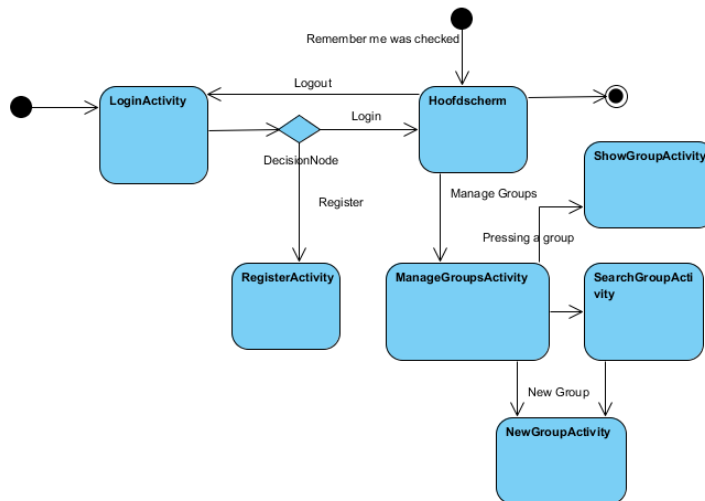 Remember me was checked
Logout
LoginActivity
Hoofdscherm
Login
DecisionNode
ShowGroupActivity
Manage Groups
Register
Pressing a group
RegisterActivity
ManageGroupsActivity
SearchGroupActi
vity
New Group
NewGroupActivity